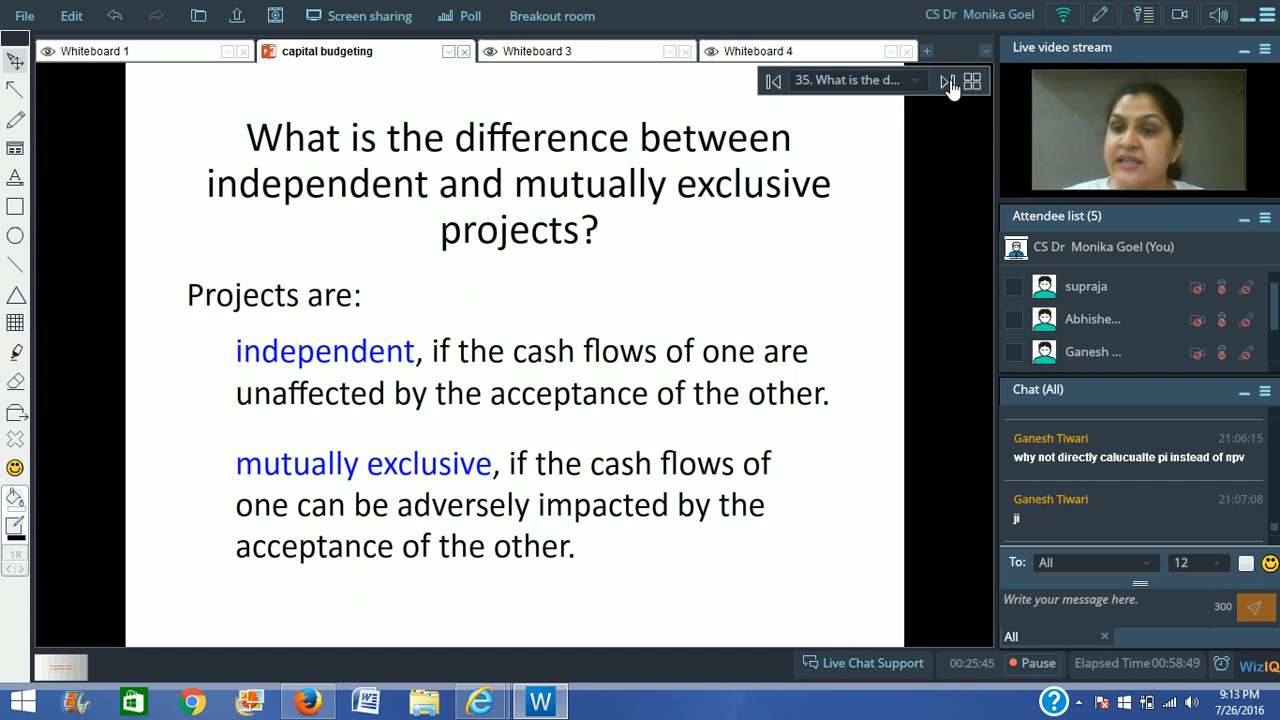 File
Edit
Screen sharing
Poll
Breakout room
CS Dr Monika Goel
Whiteboard 1
capital budgeting
Whiteboard 3
Whiteboard 4
Live video stream
35. What is the d...
What is the difference between
independent and mutually exclusive
projects?
Projects are:
independent, if the cash flows of one are
unaffected by the acceptance of the other.
mutually exclusive, if the cash flows of
one can be adversely impacted by the
acceptance of the other.
Attendee list (5)
CS Dr Monika Goel (You)
supraja
Abhishe...
Ganesh ...
Chat (All)
Ganesh Tiwari 21:06:15
why not directly calucualte pi instead of npv
Ganesh Tiwari 21:07:08
ji
To: All 12
Write your message here. 300
All
Live Chat Support 00:25:45 Pause Elapsed Time 00:58:49 WizIQ
9:13 PM
7/26/2016